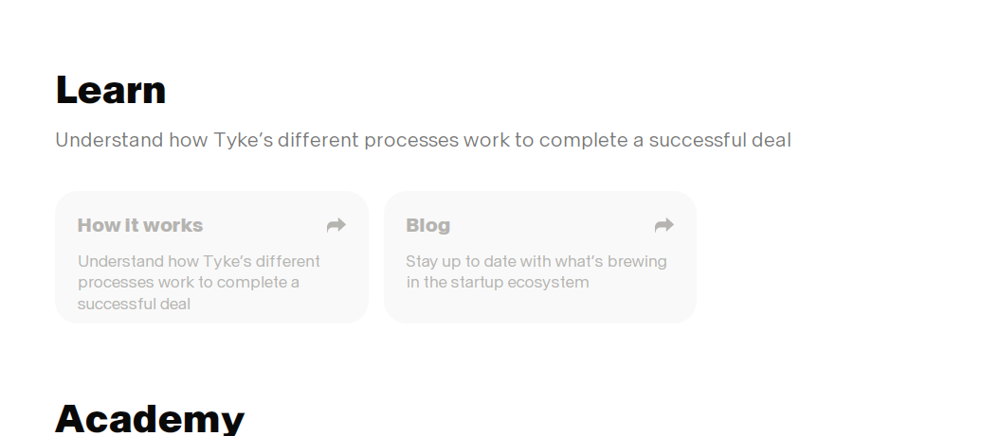 Learn
Understand how Tyke’s different processes work to complete a successful deal
How it works
Understand how Tyke’s different
processes work to complete a
successful deal
Blog
Stay up to date with what’s brewing
in the startup ecosystem
Academy